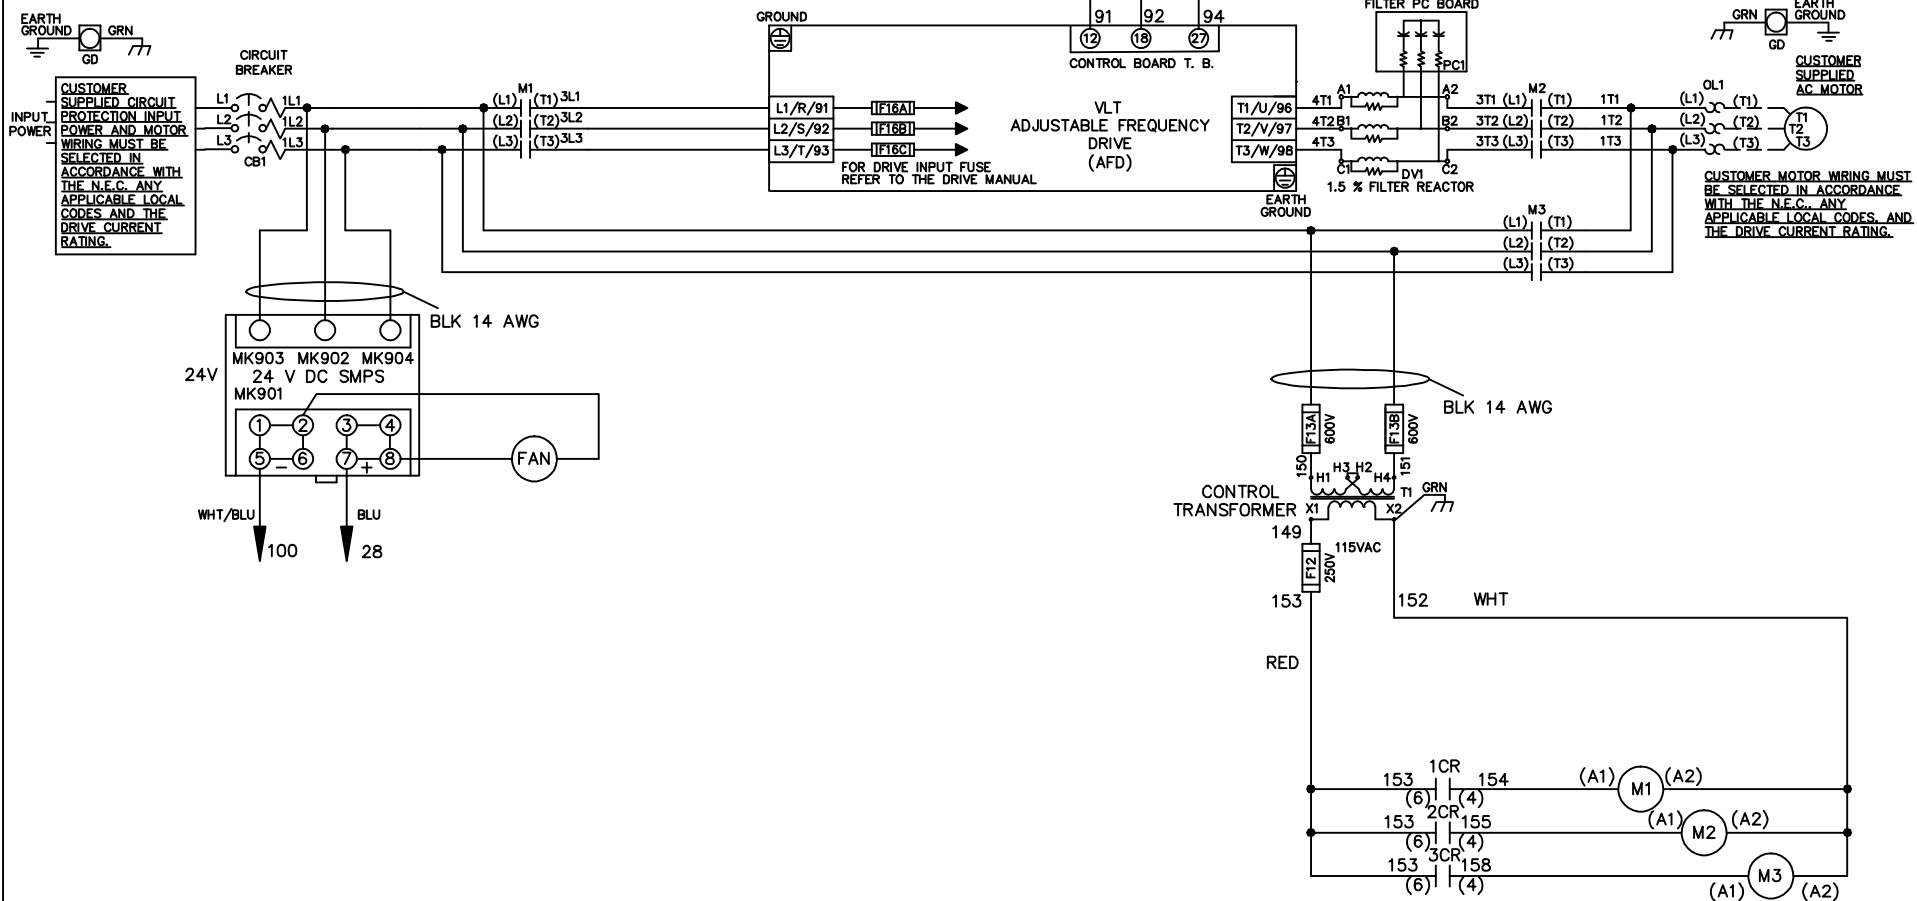 EARTH
GROUND
GRN
GD
GROUND
91
92
94
12
18
27
CONTROL BOARD T. B.
FILTER PC BOARD
PC1
GRN
EARTH
GROUND
GD
CUSTOMER
SUPPLIED
AC MOTOR
INPUT
POWER
CUSTOMER
SUPPLIED CIRCUIT
PROTECTION INPUT
POWER AND MOTOR
WIRING MUST BE
SELECTED IN
ACCORDANCE WITH
THE N.E.C. ANY
APPLICABLE LOCAL
CODES AND THE
DRIVE CURRENT
RATING.
CIRCUIT
BREAKER
L1
1L1
L2
1L2
L3
1L3
CB1
M1
(L1) (T1) 3L1
(L2) (T2) 3L2
(L3) (T3) 3L3
L1/R/91
F16A
L2/S/92
F16B
L3/T/93
F16C
FOR DRIVE INPUT FUSE
REFER TO THE DRIVE MANUAL
VLT
ADJUSTABLE FREQUENCY
DRIVE
(AFD)
T1/U/96
T2/V/97
T3/W/98
EARTH
GROUND
4T1
A1
A2
4T2
B1
B2
4T3
C1
C2
DV1
1.5 % FILTER REACTOR
M2
3T1 (L1) (T1) 1T1
3T2 (L2) (T2) 1T2
3T3 (L3) (T3) 1T3
OL1
(L1) (T1)
(L2) (T2)
(L3) (T3)
T1
T2
T3
CUSTOMER MOTOR WIRING MUST
BE SELECTED IN ACCORDANCE
WITH THE N.E.C., ANY
APPLICABLE LOCAL CODES, AND
THE DRIVE CURRENT RATING.
M3
(L1) (T1)
(L2) (T2)
(L3) (T3)
BLK 14 AWG
MK903 MK902 MK904
24V
24 V DC SMPS
MK901
1 2 3 4
5 - 6 7 + 8
FAN
WHT/BLU
BLU
100
28
BLK 14 AWG
F13A
600V
F13B
600V
150
151
H1 H3 H2 H4
CONTROL
TRANSFORMER
T1
GRN
X1
X2
149
115VAC
F12
250V
153
152
WHT
RED
1CR
153 154
(6) (4)
(A1) M1 (A2)
2CR
153 155
(6) (4)
(A1) M2 (A2)
3CR
153 158
(6) (4)
(A1) M3 (A2)